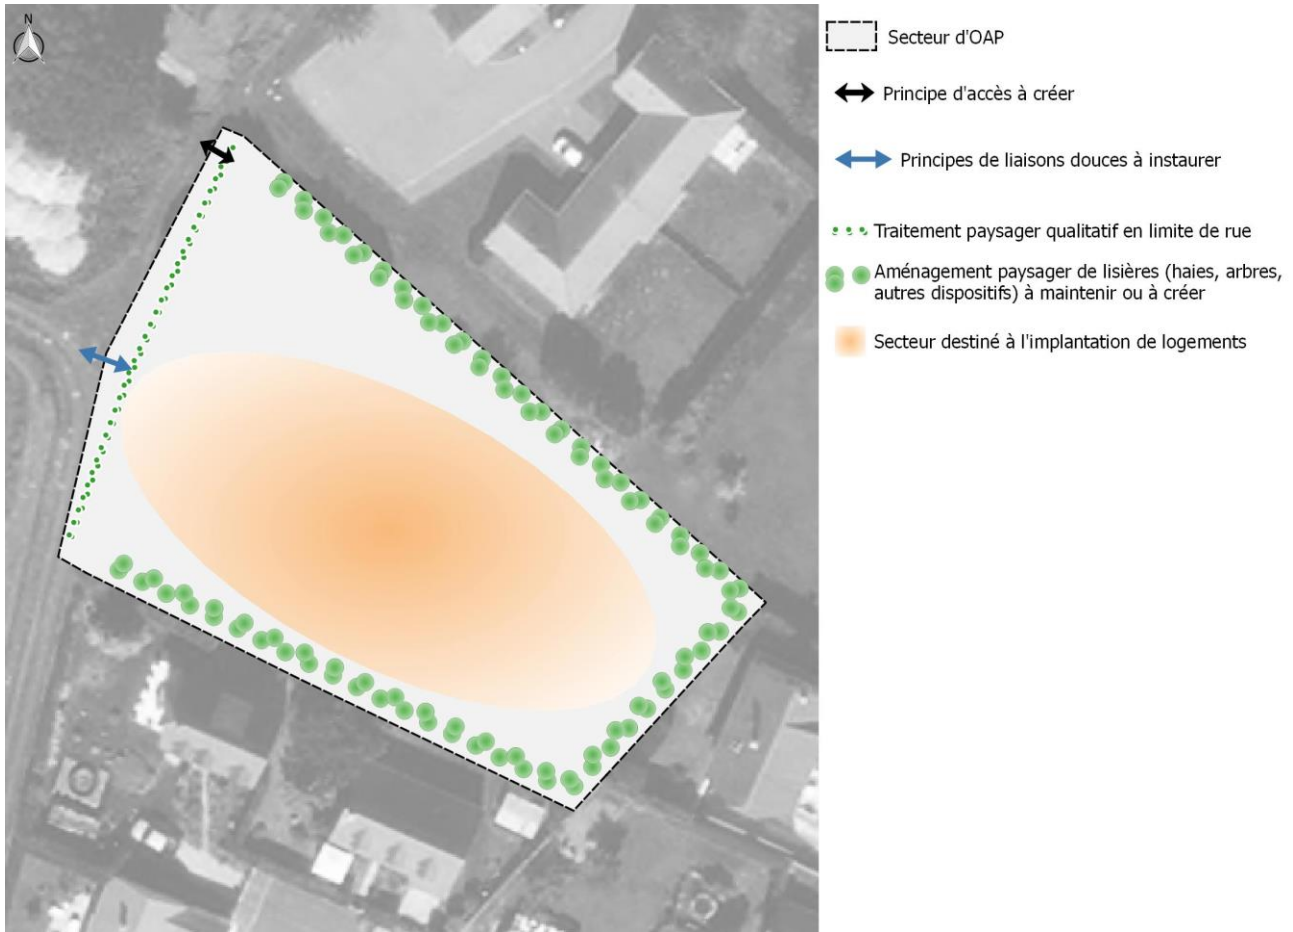 N
Secteur d'OAP
Principe d'accès à créer
Principes de liaisons douces à instaurer
Traitement paysager qualitatif en limite de rue
Aménagement paysager de lisières (haies, arbres,
autres dispositifs) à maintenir ou à créer
Secteur destiné à l'implantation de logements